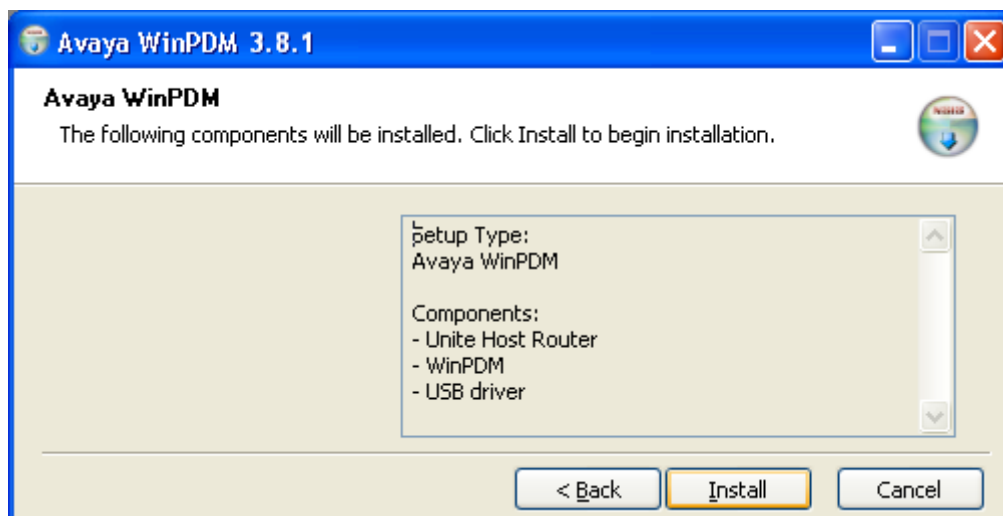 Avaya WinPDM 3.8.1
Avaya WinPDM
The following components will be installed. Click Install to begin installation.
Setup Type:
Avaya WinPDM
Components:
- Unite Host Router
- WinPDM
- USB driver
< Back
Install
Cancel